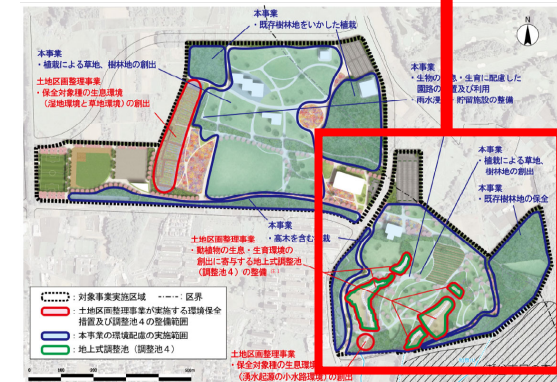 本事業
・既存樹林地をいかした植栽
N
本事業
・植栽による草地、樹林地の創出
土地区画整理事業
・保全対象種の生息環境
(湿地環境と草地環境)の創出
本事業
・生物の
息・生育に配慮した
園路の
置及び利用
・雨水浸
・貯留施設の整備
本事業
・植栽による草地、
樹林地の創出
本事業
・既存樹林地の保全
本事業
・高木を含む
栽
土地区画整理事業
・動植物の生息・生育環境の
創出に寄与する地上式調整池
(調整池4)の整備
:対象事業実施区域
:区界
:土地区画整理事業が実施する環境保全
措置及び調整池4の整備範囲
:本事業の環境配慮の実施範囲
:地上式調整池(調整池4)
土地区画整理事業
・保全対象種の生息環境
(湧水起源の小水路環境)の創出
0